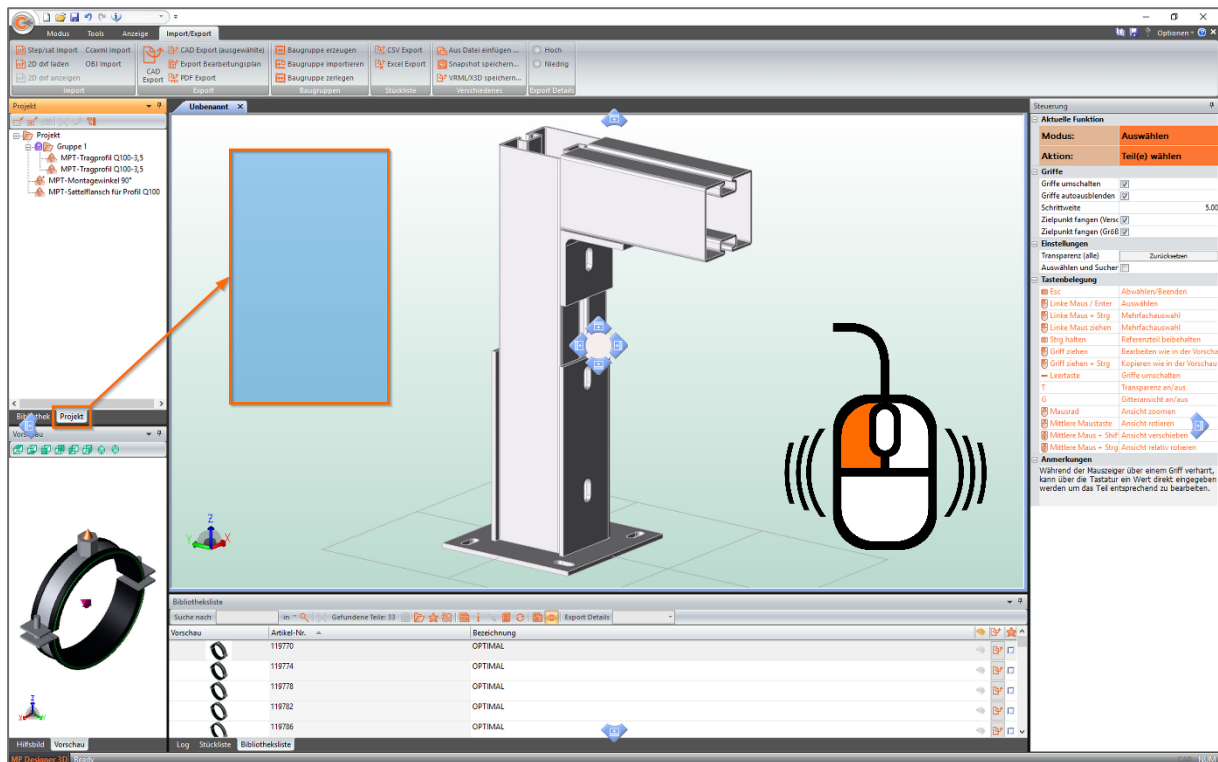 Modus Tools Anzeige Import/Export
Optionen
Step/sat Import Ccaxml Import
2D dxf laden OBJ Import
2D dxf anzeigen
Import
CAD Export
CAD Export (ausgewählte)
Export Bearbeitungsplan
PDF Export
Export
Baugruppe erzeugen
Baugruppe importieren
Baugruppe zerlegen
Baugruppen
CSV Export
Excel Export
Stückliste
Aus Datei einfügen ...
Snapshot speichern...
VRML/X3D speichern...
Verschiedenes
Hoch
Niedrig
Export Details
Projekt
Projekt
Gruppe 1
MPT-Tragprofil Q100-3,5
MPT-Tragprofil Q100-3,5
MPT-Montagewinkel 90°
MPT-Sattelflansch für Profil Q100
Bibliothek Projekt
Vorschau
Z
X
Hilfsbild Vorschau
Unbenannt X
Z
Y X
Bibliotheksliste
Suche nach in Gefundene Teile: 33 Export Details
Vorschau Artikel-Nr. Bezeichnung
119770 OPTIMAL
119774 OPTIMAL
119778 OPTIMAL
119782 OPTIMAL
119786 OPTIMAL
Log Stückliste Bibliotheksliste
Steuerung
Aktuelle Funktion
Modus: Auswählen
Aktion: Teil(e) wählen
Griffe
Griffe umschalten
Griffe autoausblenden
Schrittweite 5.00
Zielpunkt fangen (Versc
Zielpunkt fangen (Größ
Einstellungen
Transparenz (alle) Zurücksetzen
Auswählen und Sucher
Tastenbelegung
Esc Abwählen/Beenden
Linke Maus / Enter Auswählen
Linke Maus + Strg Mehrfachauswahl
Linke Maus ziehen Mehrfachauswahl
Strg halten Referenzteil beibehalten
Griff ziehen Bearbeiten wie in der Vorscha
Griff ziehen + Strg Kopieren wie in der Vorschau
Leertaste Griffe umschalten
T Transparenz an/aus
G Gitteransicht an/aus
Mausrad Ansicht zoomen
Mittlere Maustaste Ansicht rotieren
Mittlere Maus + Shif Ansicht verschieben
Mittlere Maus + Strg Ansicht relativ rotieren
Anmerkungen
Während der Mauszeiger über einem Griff verharrt,
kann über die Tastatur ein Wert direkt eingegeben
werden um das Teil entsprechend zu bearbeiten.
MP Designer 3D Ready CAP NUM